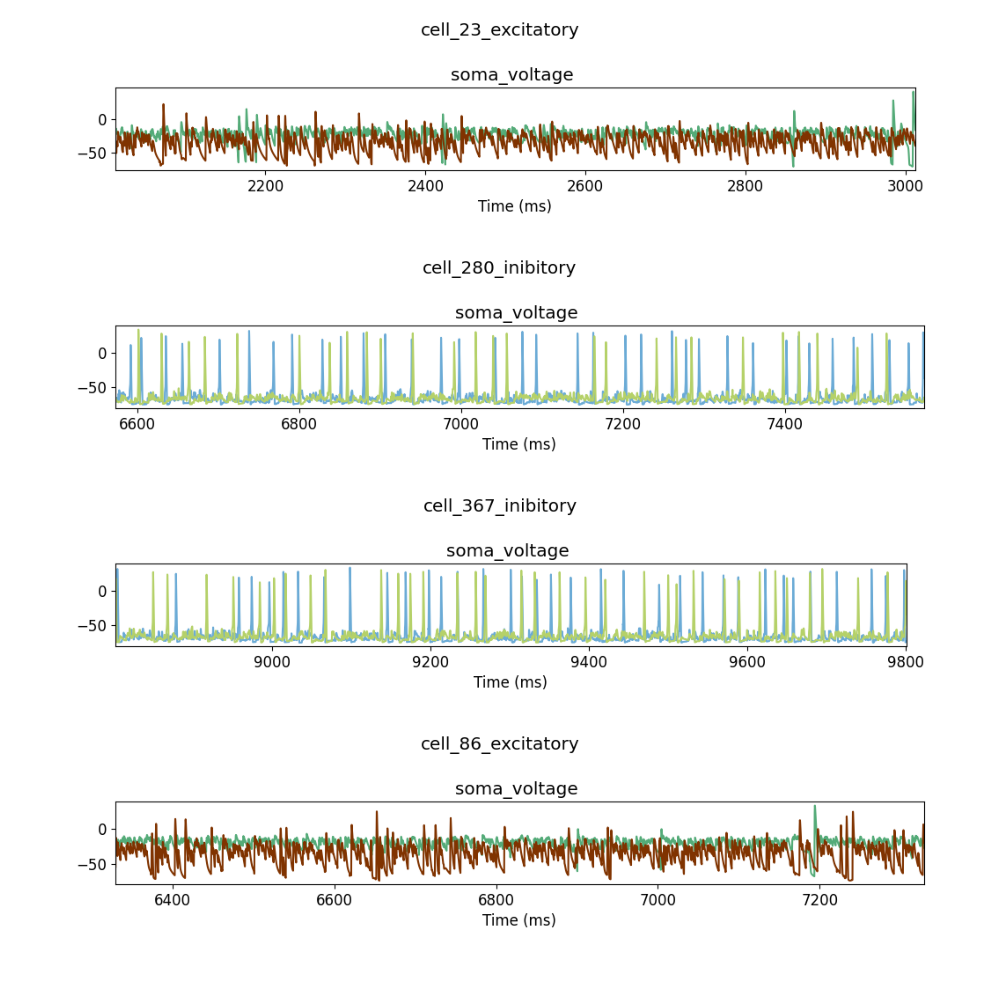 cell_23_excitatory
soma_voltage
0
−50
2200 2400 2600 2800 3000
Time (ms)
cell_280_inibitory
soma_voltage
0
−50
6600 6800 7000 7200 7400
Time (ms)
cell_367_inibitory
soma_voltage
0
−50
9000 9200 9400 9600 9800
Time (ms)
cell_86_excitatory
soma_voltage
0
−50
6400 6600 6800 7000 7200
Time (ms)